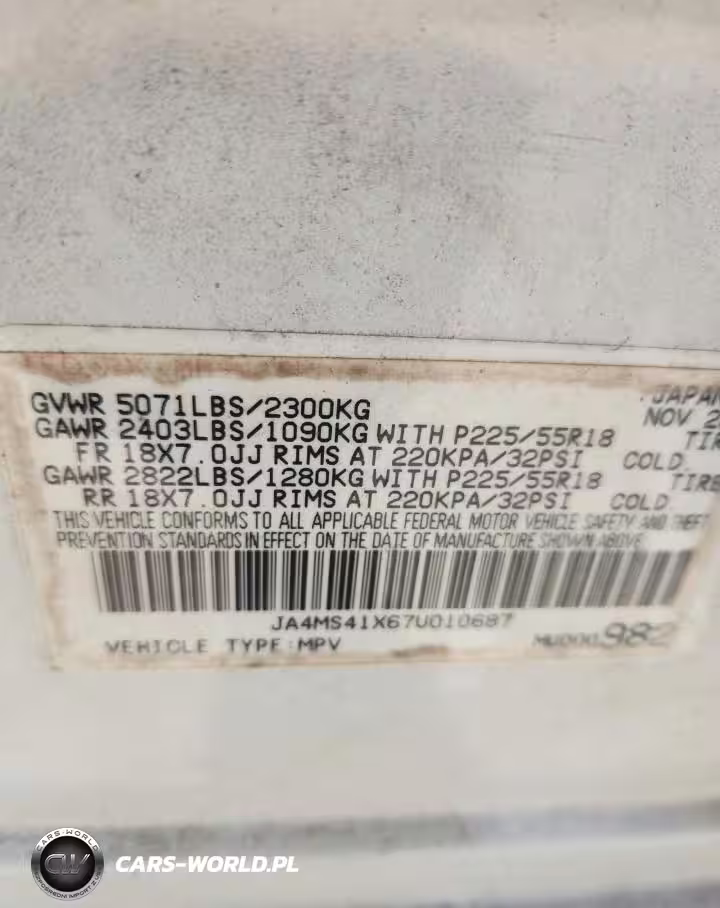 GVWR 5071LBS/2300KG JAPAN
GAWR 2403LBS/1090KG WITH P225/55R18 NOV
FR 18X7.0JJ RIMS AT 220KPA/32PSI COLD
GAWR 2822LBS/1280KG WITH P225/55R18
RR 18X7.0JJ RIMS AT 220KPA/32PSI COLD
THIS VEHICLE CONFORMS TO ALL APPLICABLE FEDERAL MOTOR VEHICLE SAFETY AND THEFT
PREVENTION STANDARDS IN EFFECT ON THE DATE OF MANUFACTURE SHOWN ABOVE
JA4MS41X67U010687
VEHICLE TYPE:MPV
CARS-WORLD
CW
CARS-WORLD.PL